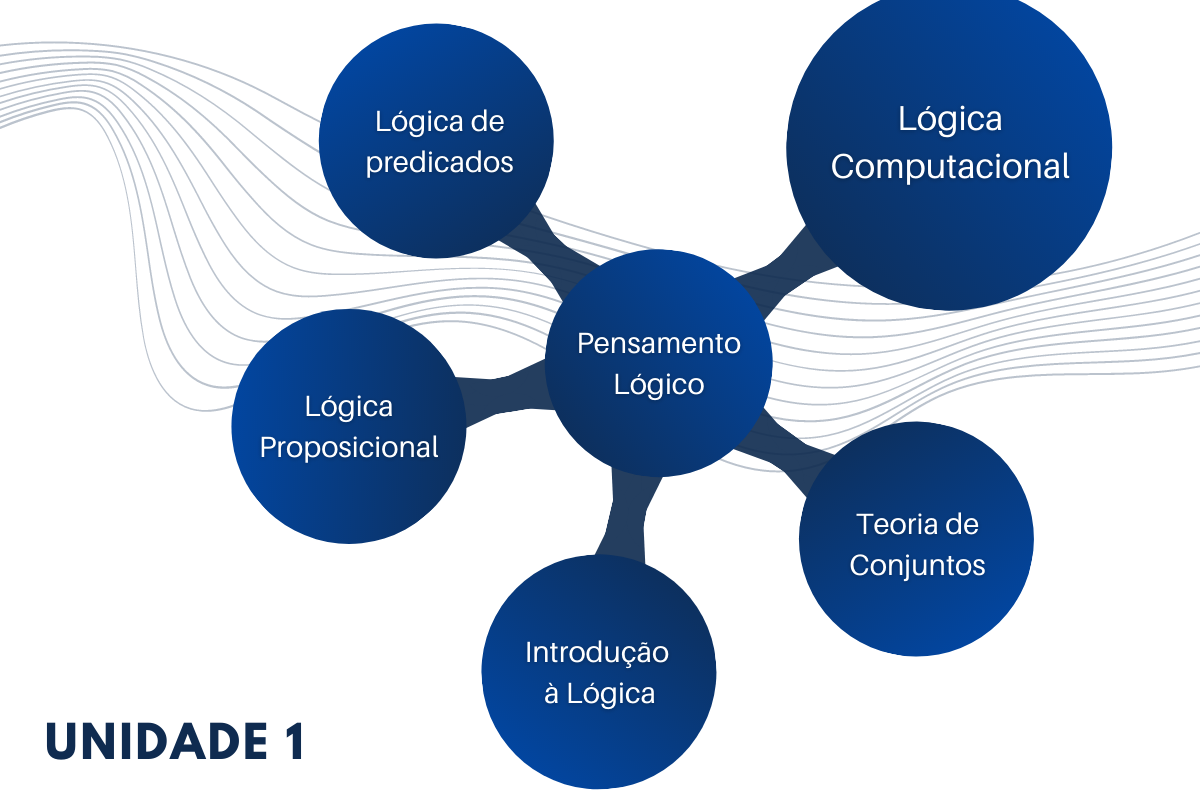 Lógica de
predicados
Lógica
Computacional
Pensamento
Lógico
Lógica
Proposicional
Teoria de
Conjuntos
Introdução
à Lógica
UNIDADE 1